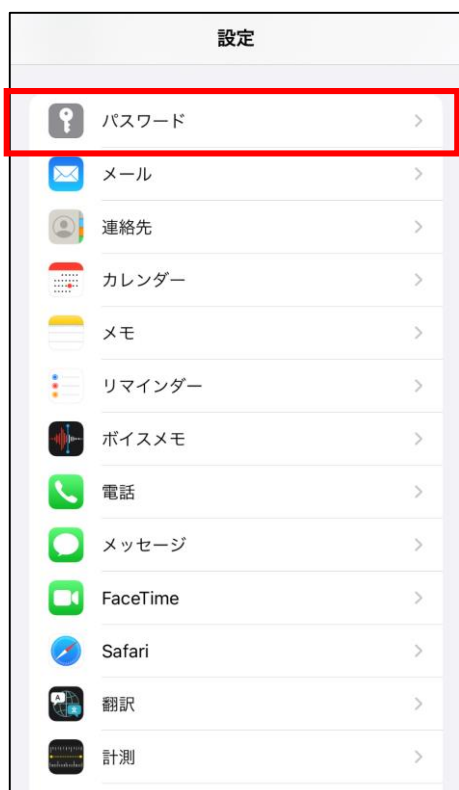 設定
パスワード
メール
連絡先
カレンダー
メモ
リマインダー
ボイスメモ
電話
メッセージ
FaceTime
Safari
翻訳
計測